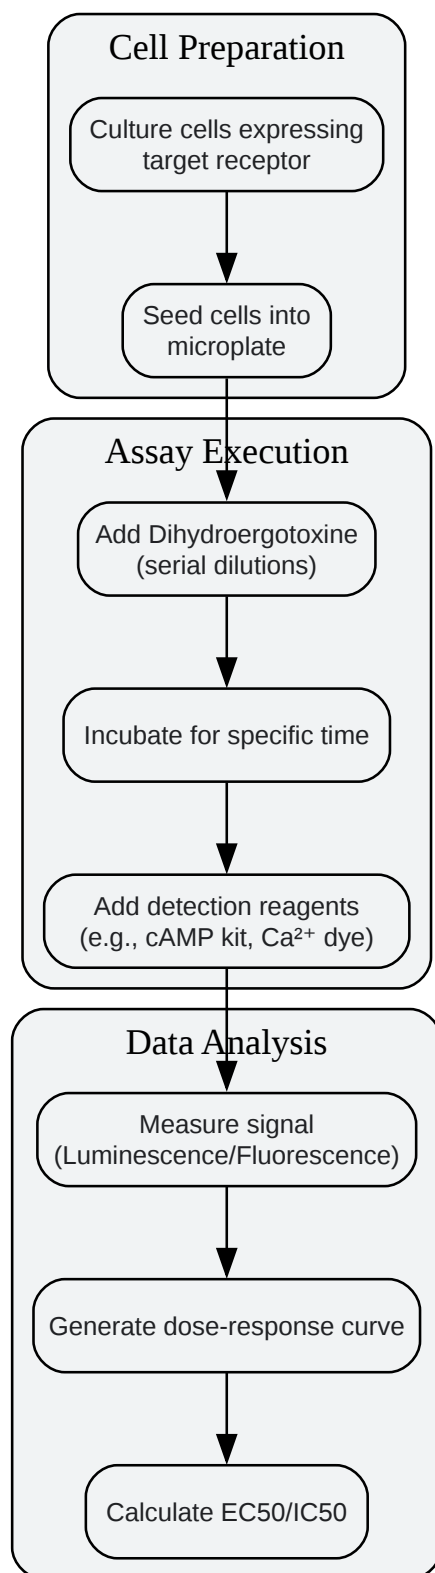 Cell Preparation
Culture cells expressing
target receptor
Seed cells into
microplate
Assay Execution
Add Dihydroergotoxine
(serial dilutions)
Incubate for specific time
Add detection reagents
(e.g., cAMP kit, Ca²⁺ dye)
Data Analysis
Measure signal
(Luminescence/Fluorescence)
Generate dose-response curve
Calculate EC50/IC50